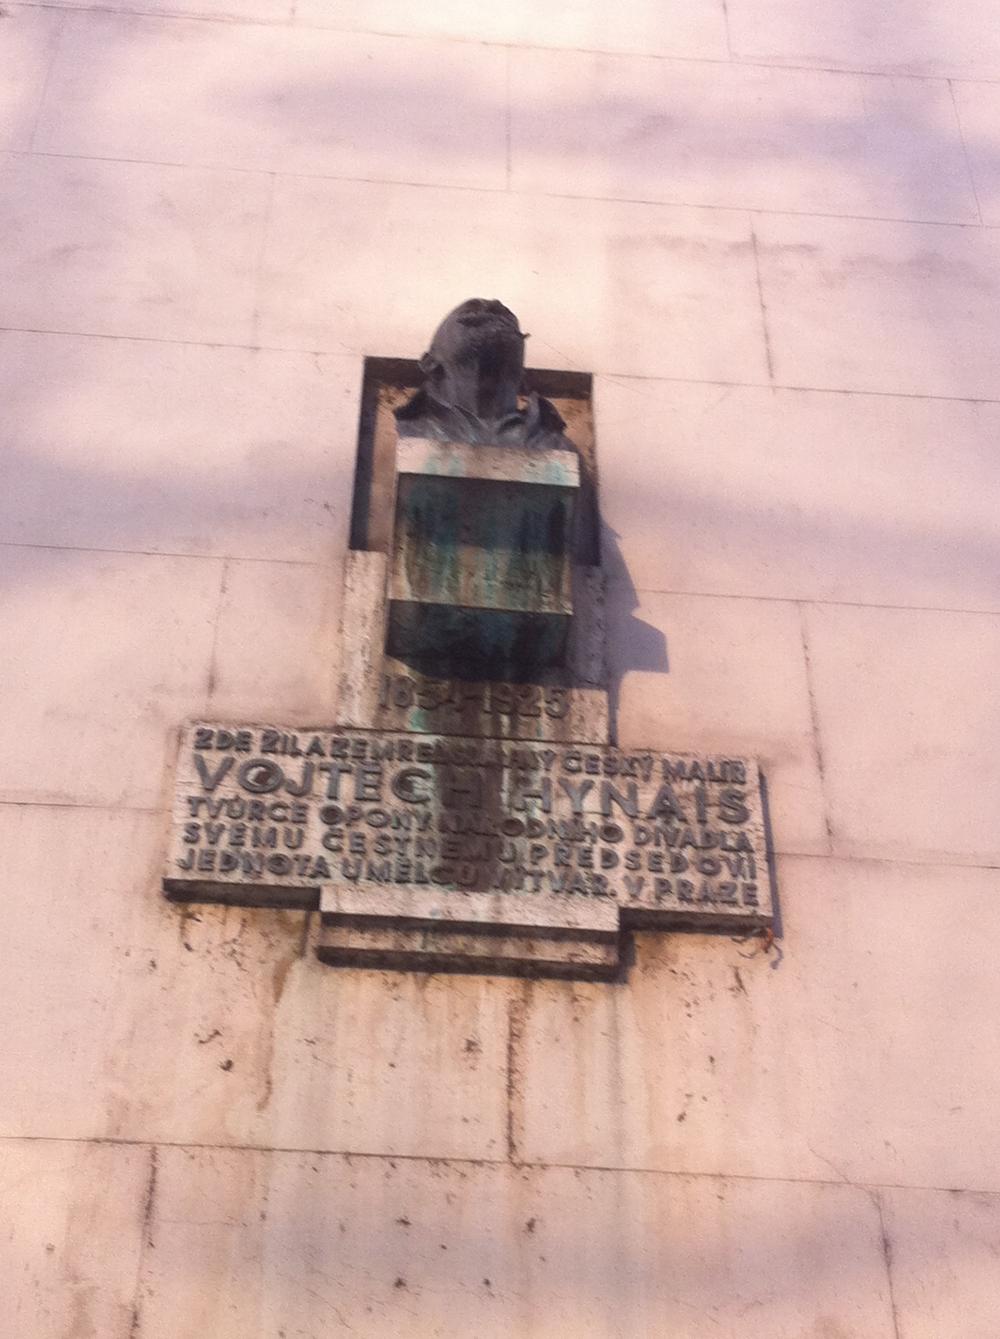 1854-1925
ZDE ŽIL A ZEMŘEL SLAVNÝ ČESKÝ MALÍŘ
VOJTĚCH HYNAIS
TVŮRCE OPONY NÁRODNÍHO DIVADLA
SVÉMU ČESTNÉMU PŘEDSEDOVI
JEDNOTA UMĚLCŮ VÝTVAR. V PRAZE